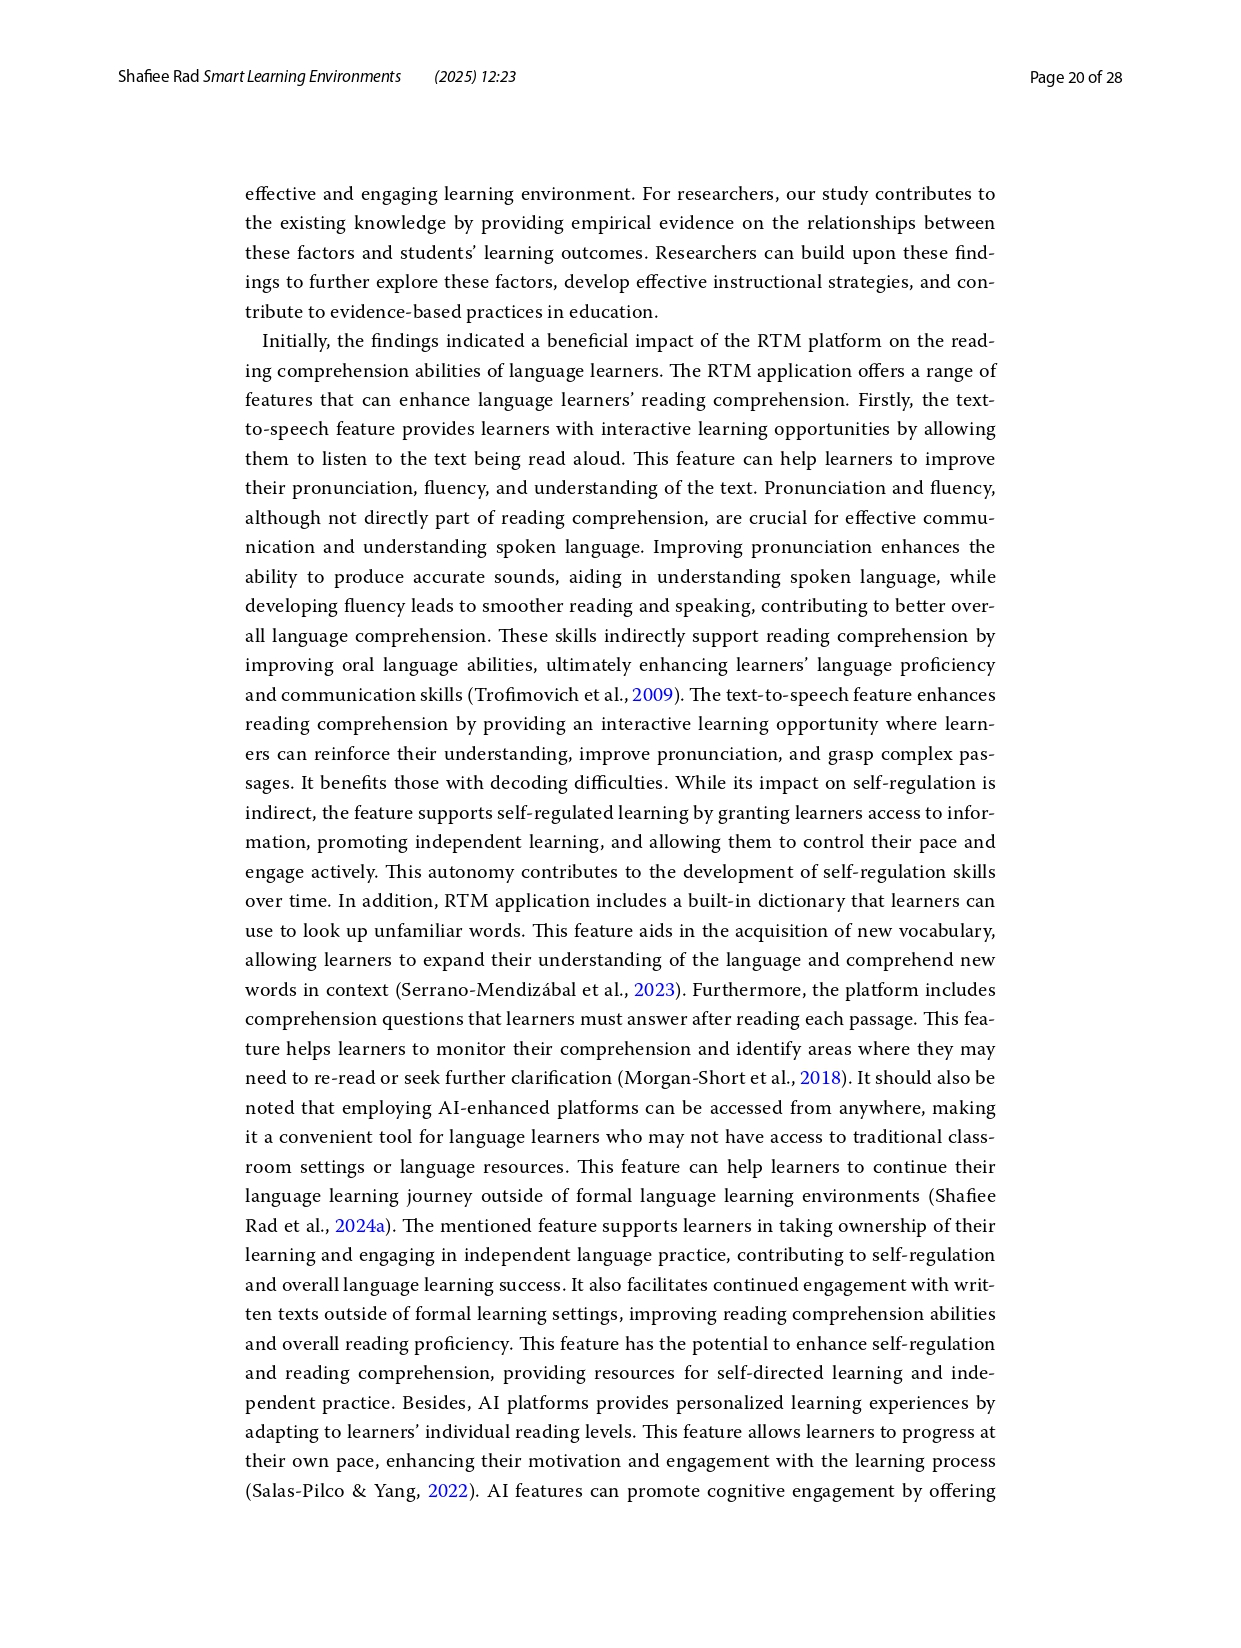 Shafiee Rad Smart Learning Environments (2025) 12:23
Page 20 of 28
effective and engaging learning environment. For researchers, our study contributes to
the existing knowledge by providing empirical evidence on the relationships between
these factors and students’ learning outcomes. Researchers can build upon these find-
ings to further explore these factors, develop effective instructional strategies, and con-
tribute to evidence-based practices in education.
Initially, the findings indicated a beneficial impact of the RTM platform on the read-
ing comprehension abilities of language learners. The RTM application offers a range of
features that can enhance language learners’ reading comprehension. Firstly, the text-
to-speech feature provides learners with interactive learning opportunities by allowing
them to listen to the text being read aloud. This feature can help learners to improve
their pronunciation, fluency, and understanding of the text. Pronunciation and fluency,
although not directly part of reading comprehension, are crucial for effective commu-
nication and understanding spoken language. Improving pronunciation enhances the
ability to produce accurate sounds, aiding in understanding spoken language, while
developing fluency leads to smoother reading and speaking, contributing to better over-
all language comprehension. These skills indirectly support reading comprehension by
improving oral language abilities, ultimately enhancing learners’ language proficiency
and communication skills (Trofimovich et al., 2009). The text-to-speech feature enhances
reading comprehension by providing an interactive learning opportunity where learn-
ers can reinforce their understanding, improve pronunciation, and grasp complex pas-
sages. It benefits those with decoding difficulties. While its impact on self-regulation is
indirect, the feature supports self-regulated learning by granting learners access to infor-
mation, promoting independent learning, and allowing them to control their pace and
engage actively. This autonomy contributes to the development of self-regulation skills
over time. In addition, RTM application includes a built-in dictionary that learners can
use to look up unfamiliar words. This feature aids in the acquisition of new vocabulary,
allowing learners to expand their understanding of the language and comprehend new
words in context (Serrano-Mendizábal et al., 2023). Furthermore, the platform includes
comprehension questions that learners must answer after reading each passage. This fea-
ture helps learners to monitor their comprehension and identify areas where they may
need to re-read or seek further clarification (Morgan-Short et al., 2018). It should also be
noted that employing AI-enhanced platforms can be accessed from anywhere, making
it a convenient tool for language learners who may not have access to traditional class-
room settings or language resources. This feature can help learners to continue their
language learning journey outside of formal language learning environments (Shafiee
Rad et al., 2024a). The mentioned feature supports learners in taking ownership of their
learning and engaging in independent language practice, contributing to self-regulation
and overall language learning success. It also facilitates continued engagement with writ-
ten texts outside of formal learning settings, improving reading comprehension abilities
and overall reading proficiency. This feature has the potential to enhance self-regulation
and reading comprehension, providing resources for self-directed learning and inde-
pendent practice. Besides, AI platforms provides personalized learning experiences by
adapting to learners’ individual reading levels. This feature allows learners to progress at
their own pace, enhancing their motivation and engagement with the learning process
(Salas-Pilco & Yang, 2022). AI features can promote cognitive engagement by offering